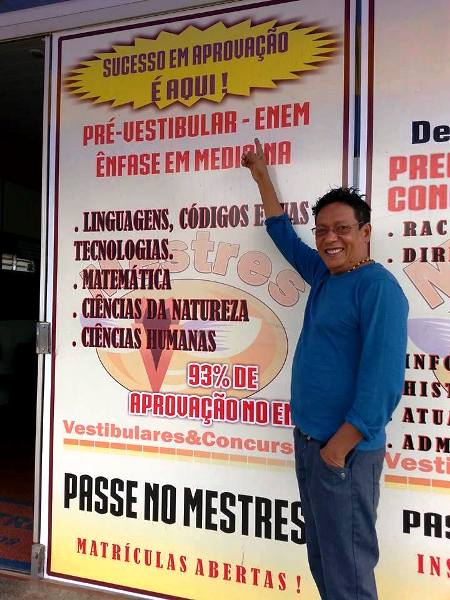 SUCESSO EM APROVAÇÃO
É AQUI !
PRÉ-VESTIBULAR - ENEM
ÊNFASE EM MEDICINA
. LINGUAGENS, CÓDIGOS E SUAS
TECNOLOGIAS.
. MATEMÁTICA
. CIÊNCIAS DA NATUREZA
. CIÊNCIAS HUMANAS
Mestres
93% DE
APROVAÇÃO NO EN
Vestibulares&Concurs
PASSE NO MESTRES
MATRÍCULAS ABERTAS !
De
PRE
CON
. RAC
. DIR
INFO
HIST
ATUA
ADM
Vesti
PAS
INS